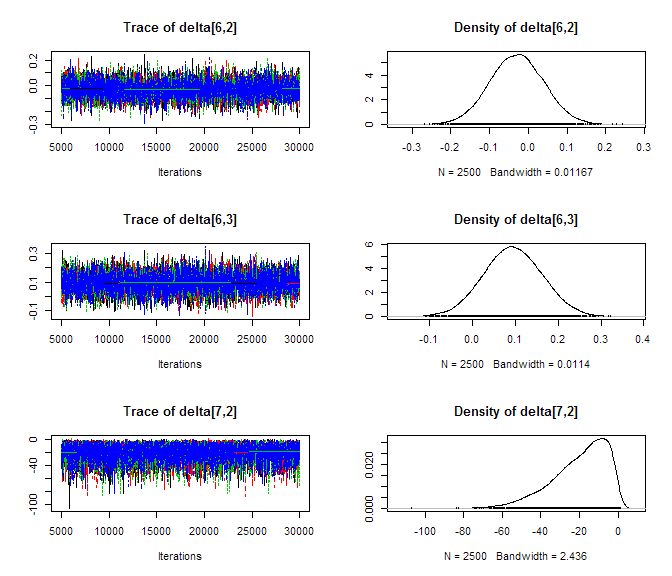 Trace of delta[6,2]
0.2
0.0
-0.3
5000 10000 15000 20000 25000 30000
Iterations
Density of delta[6,2]
4
2
0
-0.3 -0.2 -0.1 0.0 0.1 0.2 0.3
N = 2500 Bandwidth = 0.01167
Trace of delta[6,3]
0.3
0.1
-0.1
5000 10000 15000 20000 25000 30000
Iterations
Density of delta[6,3]
6
4
2
0
-0.1 0.0 0.1 0.2 0.3 0.4
N = 2500 Bandwidth = 0.0114
Trace of delta[7,2]
0
-40
-100
5000 10000 15000 20000 25000 30000
Iterations
Density of delta[7,2]
0.020
0.000
-100 -80 -60 -40 -20 0
N = 2500 Bandwidth = 2.436